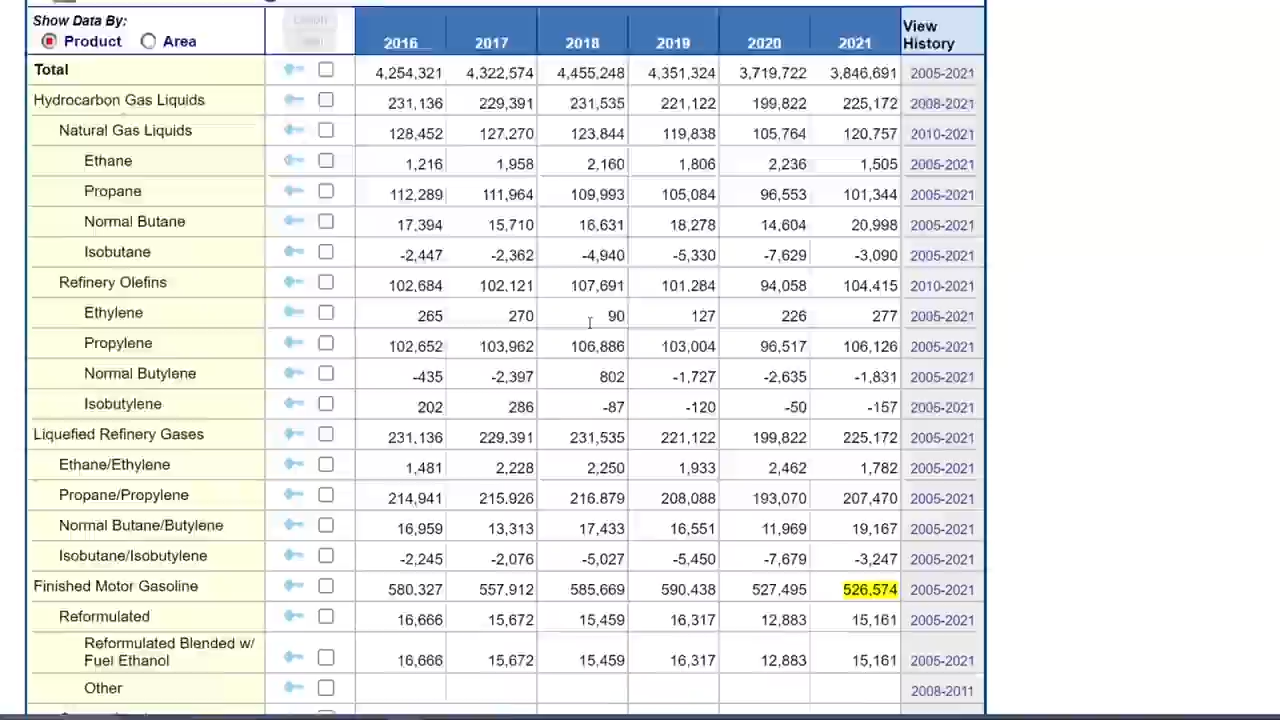 Show Data By:
Product Area 2016 2017 2018 2019 2020 2021 View History
Total 4,254,321 4,322,574 4,455,248 4,351,324 3,719,722 3,846,691 2005-2021
Hydrocarbon Gas Liquids 231,136 229,391 231,535 221,122 199,822 225,172 2008-2021
Natural Gas Liquids 128,452 127,270 123,844 119,838 105,764 120,757 2010-2021
Ethane 1,216 1,958 2,160 1,806 2,236 1,505 2005-2021
Propane 112,289 111,964 109,993 105,084 96,553 101,344 2005-2021
Normal Butane 17,394 15,710 16,631 18,278 14,604 20,998 2005-2021
Isobutane -2,447 -2,362 -4,940 -5,330 -7,629 -3,090 2005-2021
Refinery Olefins 102,684 102,121 107,691 101,284 94,058 104,415 2010-2021
Ethylene 265 270 90 127 226 277 2005-2021
Propylene 102,652 103,962 106,886 103,004 96,517 106,126 2005-2021
Normal Butylene -435 -2,397 802 -1,727 -2,635 -1,831 2005-2021
Isobutylene 202 286 -87 -120 -50 -157 2005-2021
Liquefied Refinery Gases 231,136 229,391 231,535 221,122 199,822 225,172 2005-2021
Ethane/Ethylene 1,481 2,228 2,250 1,933 2,462 1,782 2005-2021
Propane/Propylene 214,941 215,926 216,879 208,088 193,070 207,470 2005-2021
Normal Butane/Butylene 16,959 13,313 17,433 16,551 11,969 19,167 2005-2021
Isobutane/Isobutylene -2,245 -2,076 -5,027 -5,450 -7,679 -3,247 2005-2021
Finished Motor Gasoline 580,327 557,912 585,669 590,438 527,495 526,574 2005-2021
Reformulated 16,666 15,672 15,459 16,317 12,883 15,161 2005-2021
Reformulated Blended w/
Fuel Ethanol 16,666 15,672 15,459 16,317 12,883 15,161 2005-2021
Other 2008-2011